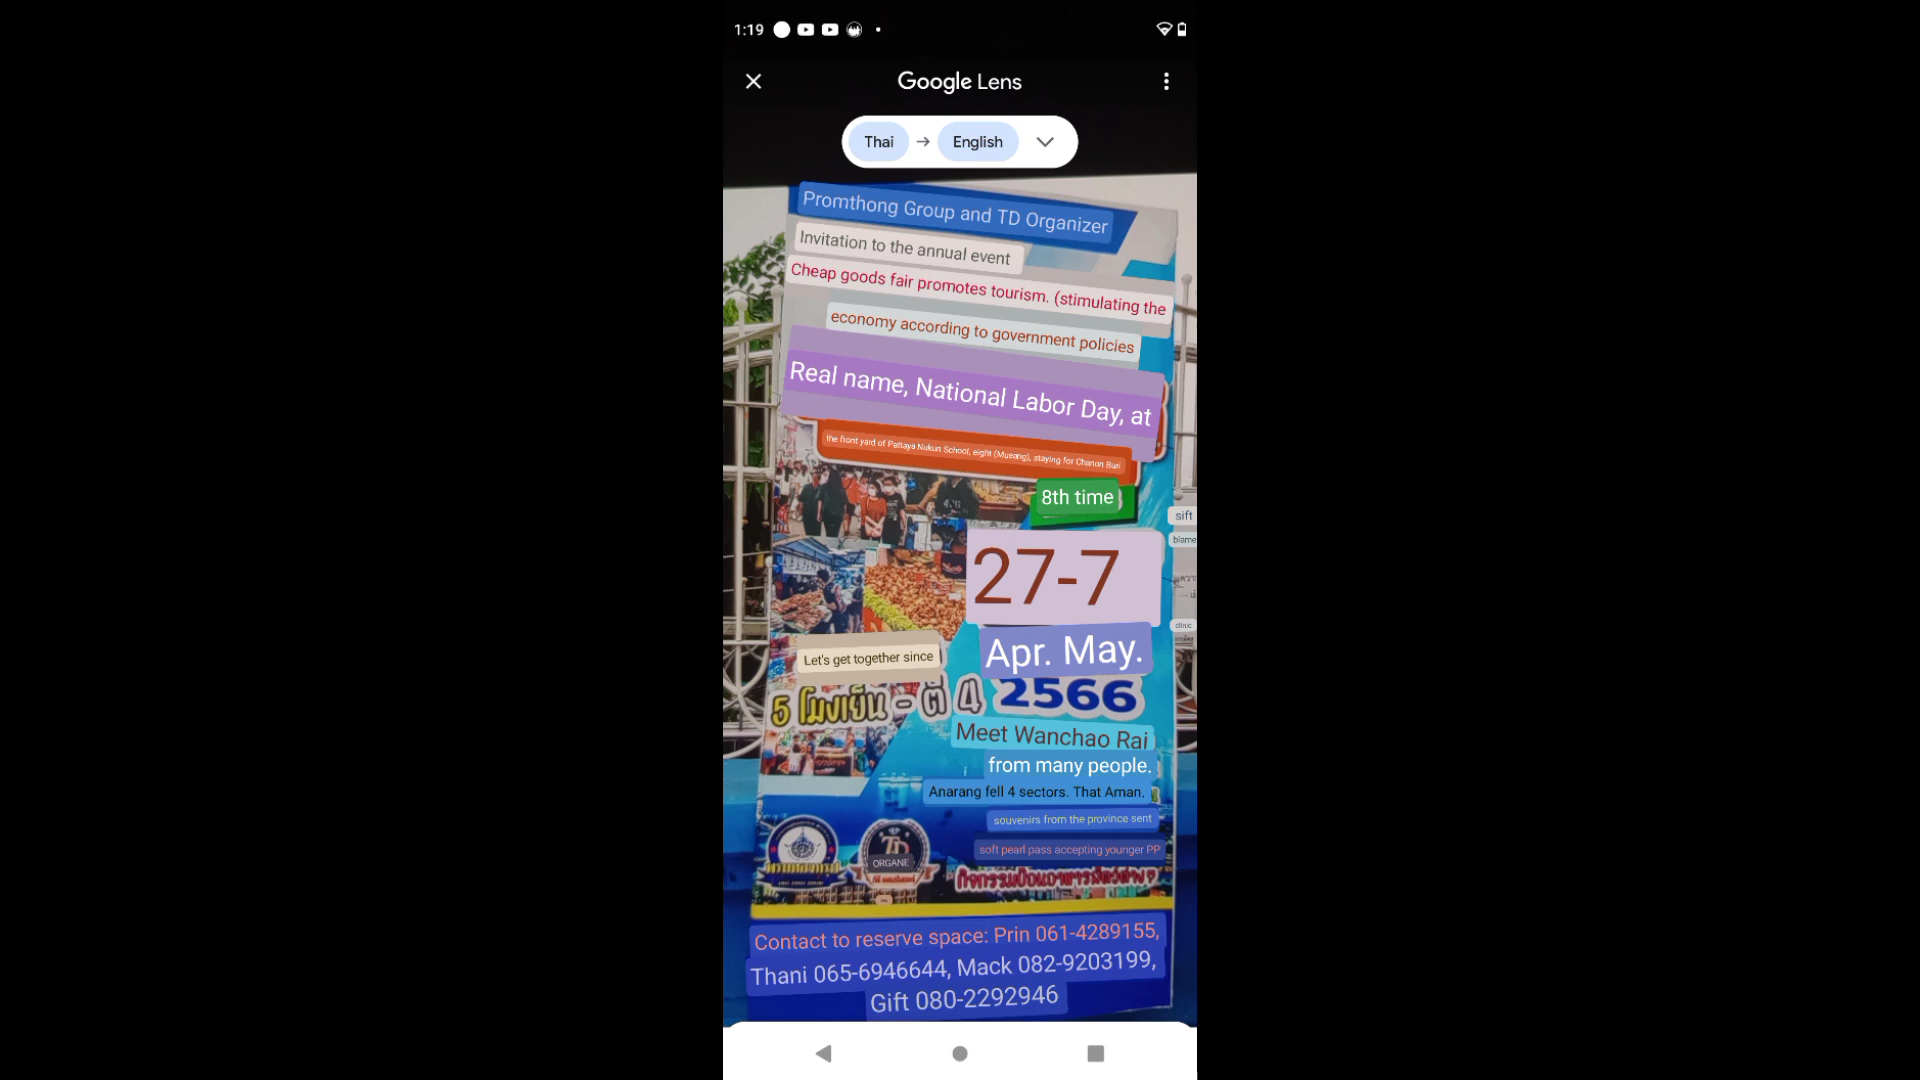 1:19
Google Lens
Thai → English
Promthong Group and TD Organizer
Invitation to the annual event
Cheap goods fair promotes tourism. (stimulating the
economy according to government policies
Real name, National Labor Day, at
the front yard of Pattaya Nukun School, eight (Mueang), staying for Chanon Buri
8th time
27-7
Apr. May.
Let's get together since
5 โมงเย็น - ตี 4 2566
Meet Wanchao Rai
from many people.
Anarang fell 4 sectors. That Aman.
souvenirs from the province sent
soft pearl pass accepting younger PP
TD
ORGANE
sift
blame
clinic
Contact to reserve space: Prin 061-4289155,
Thani 065-6946644, Mack 082-9203199,
Gift 080-2292946